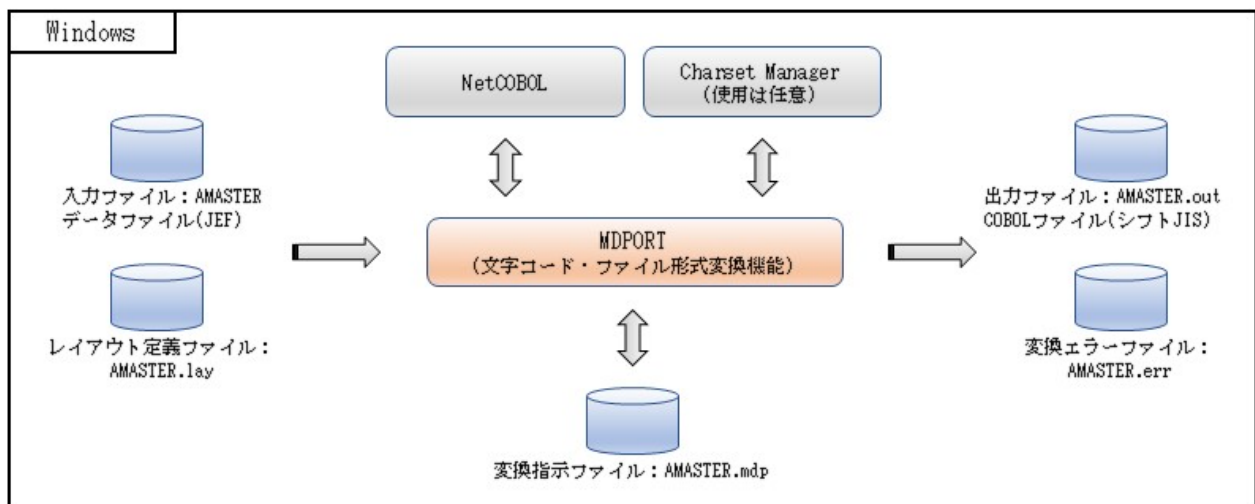 Windows
NetCOBOL
Charset Manager
(使用は任意)
入力ファイル：AMASTER
データファイル(JEF)
レイアウト定義ファイル：
AMASTER.lay
MDPORT
(文字コード・ファイル形式変換機能)
変換指示ファイル：AMASTER.mdp
出力ファイル：AMASTER.out
COBOLファイル(シフトJIS)
変換エラーファイル：
AMASTER.err